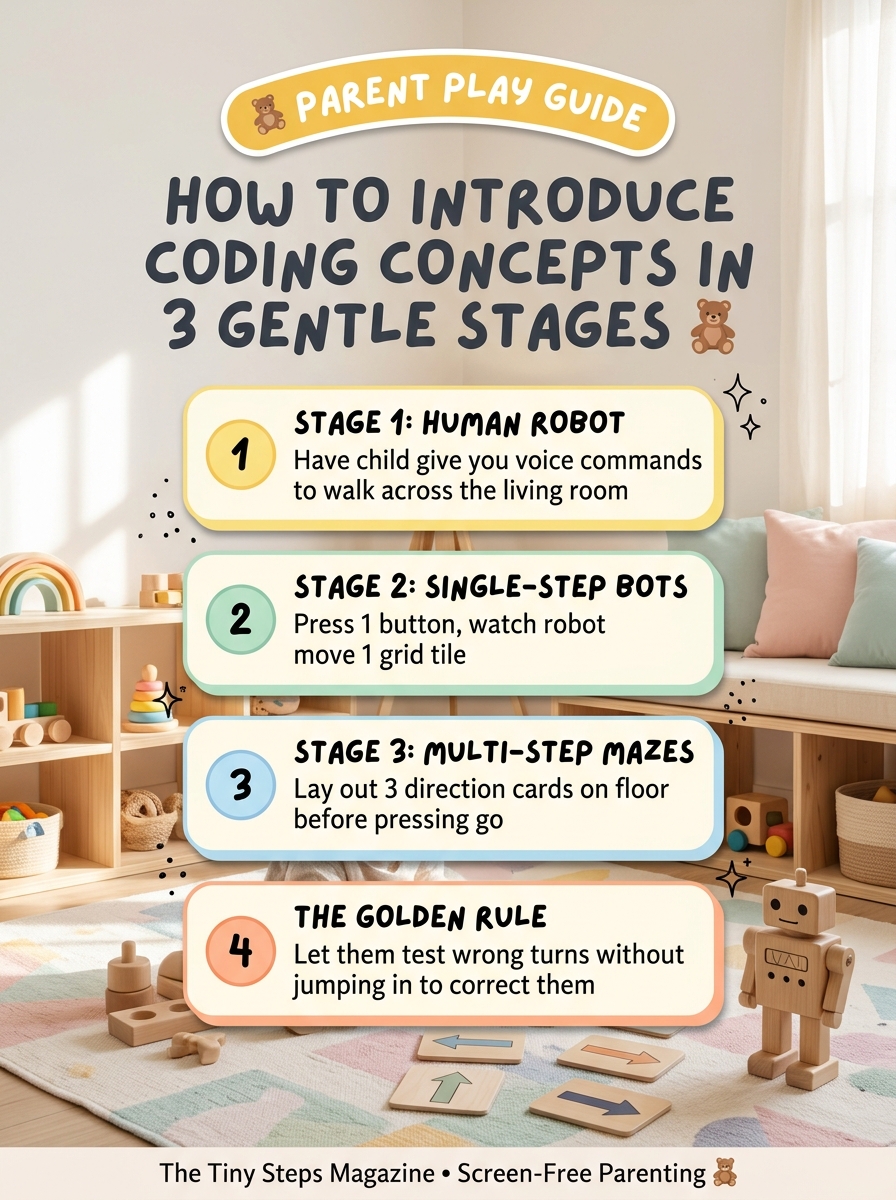 🧸 PARENT PLAY GUIDE
HOW TO INTRODUCE
CODING CONCEPTS IN
3 GENTLE STAGES 🧸
1
STAGE 1: HUMAN ROBOT
Have child give you voice commands
to walk across the living room
2
STAGE 2: SINGLE-STEP BOTS
Press 1 button, watch robot
move 1 grid tile
3
STAGE 3: MULTI-STEP MAZES
Lay out 3 direction cards on floor
before pressing go
4
THE GOLDEN RULE
Let them test wrong turns without
jumping in to correct them
The Tiny Steps Magazine • Screen-Free Parenting 🧸